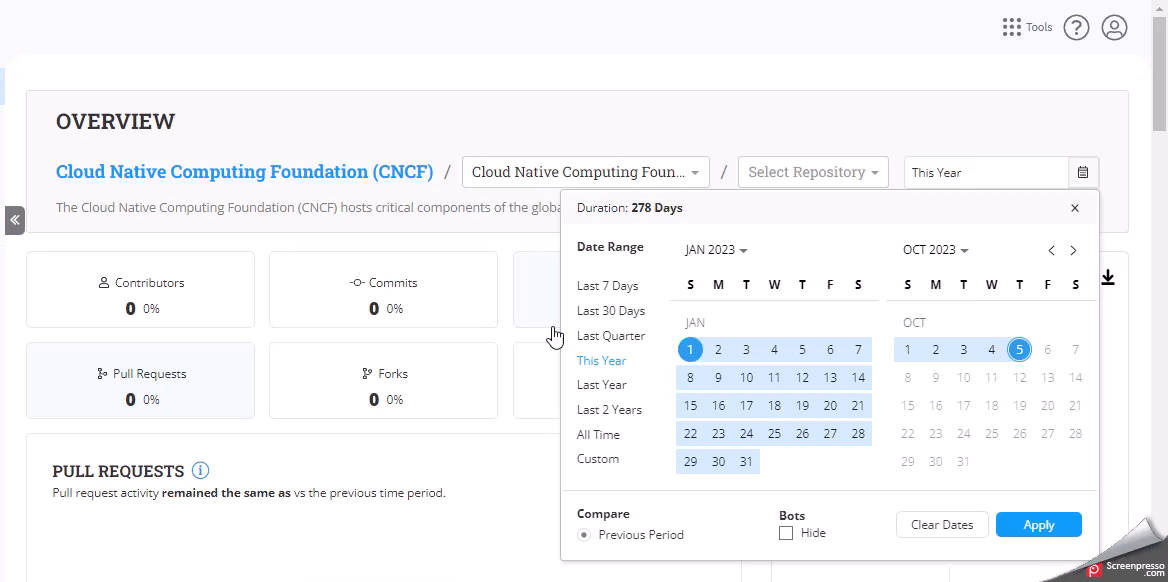 Tools
?
OVERVIEW
Cloud Native Computing Foundation (CNCF) / Cloud Native Computing Foun... / Select Repository This Year
The Cloud Native Computing Foundation (CNCF) hosts critical components of the globa
Duration: 278 Days
Date Range
Last 7 Days
Last 30 Days
Last Quarter
This Year
Last Year
Last 2 Years
All Time
Custom
JAN 2023
S M T W T F S
JAN
1 2 3 4 5 6 7
8 9 10 11 12 13 14
15 16 17 18 19 20 21
22 23 24 25 26 27 28
29 30 31
OCT 2023
S M T W T F S
OCT
1 2 3 4 5 6 7
8 9 10 11 12 13 14
15 16 17 18 19 20 21
22 23 24 25 26 27 28
29 30 31
Compare
Previous Period
Bots
Hide
Clear Dates
Apply
Contributors
0 0%
Commits
0 0%
Pull Requests
0 0%
Forks
0 0%
PULL REQUESTS i
Pull request activity remained the same as vs the previous time period.
Screenpresso
.com